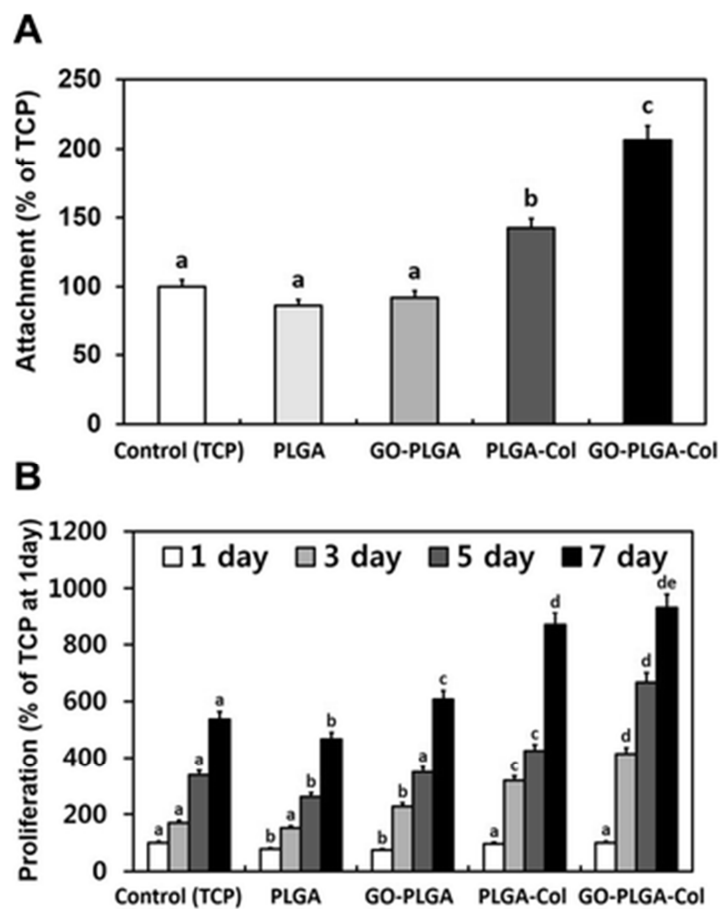 A
Attachment (% of TCP)
250
200
150
100
50
0
a
a
a
b
c
Control (TCP) PLGA GO-PLGA PLGA-Col GO-PLGA-Col
B
Proliferation (% of TCP at 1day)
1200
1000
800
600
400
200
0
1 day 3 day 5 day 7 day
a a a a
b a b b
b b a c
a c c d
a d d de
Control (TCP) PLGA GO-PLGA PLGA-Col GO-PLGA-Col